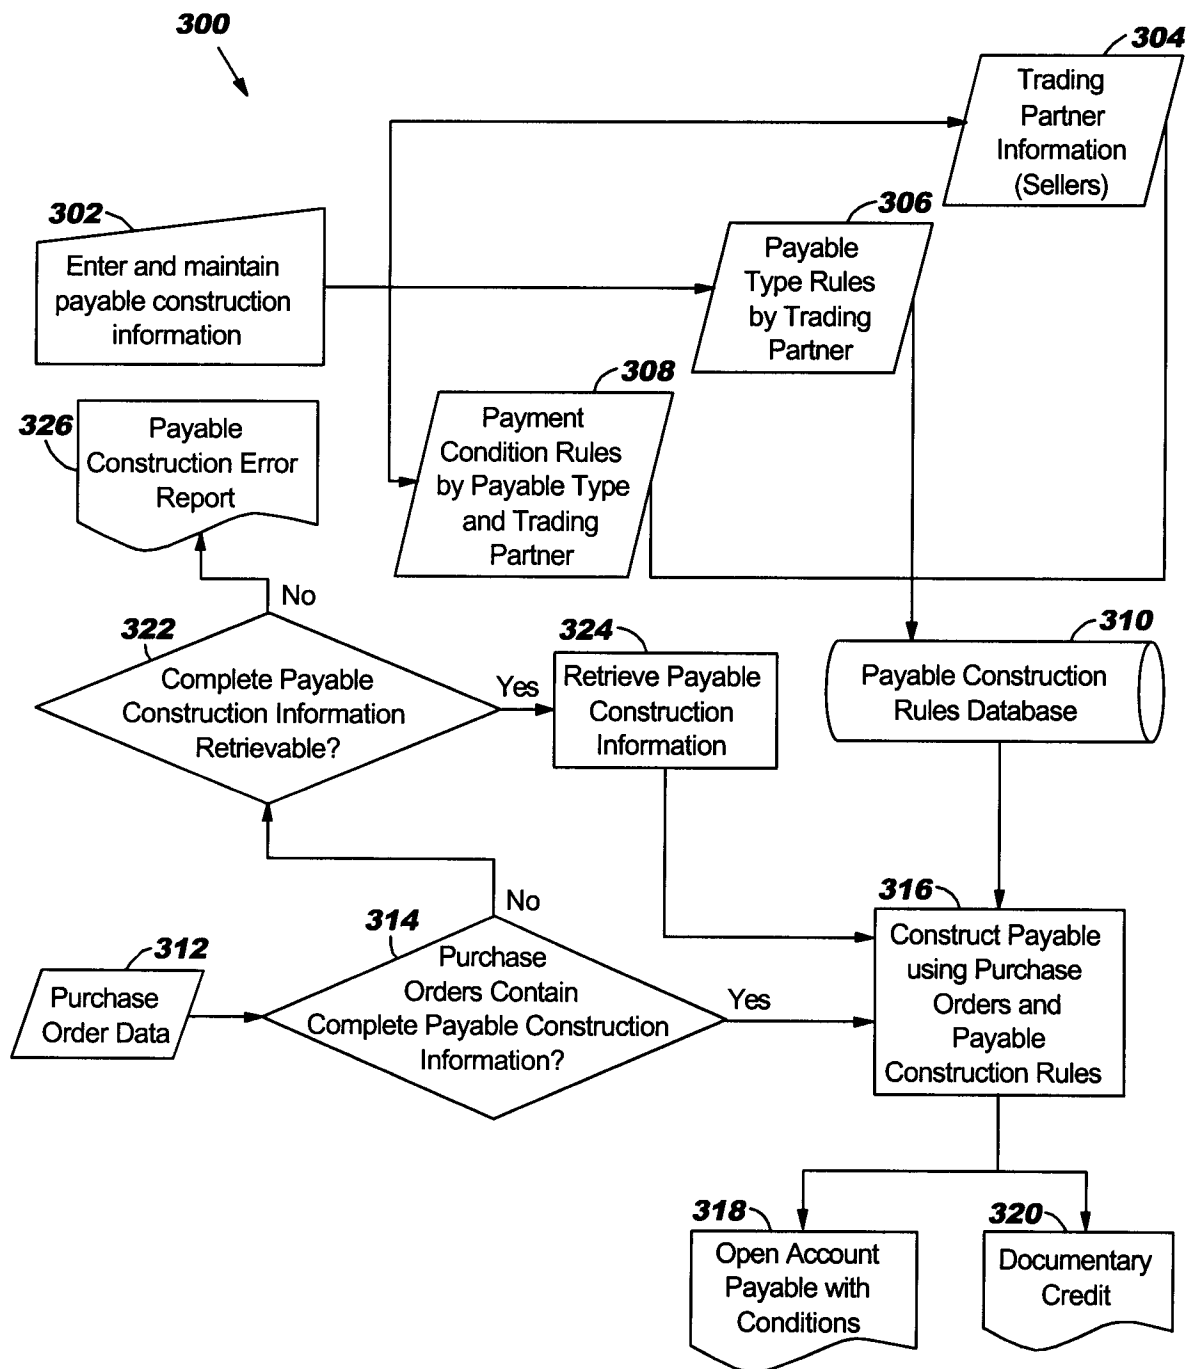 300
304
Trading
Partner
Information
(Sellers)
302
Enter and maintain
payable construction
information
306
Payable
Type Rules
by Trading
Partner
308
Payment
Condition Rules
by Payable Type
and Trading
Partner
326
Payable
Construction Error
Report
No
322
Complete Payable
Construction Information
Retrievable?
Yes
324
Retrieve Payable
Construction
Information
310
Payable Construction
Rules Database
312
Purchase
Order Data
314
No
Purchase
Orders Contain
Complete Payable Construction
Information?
Yes
316
Construct Payable
using Purchase
Orders and
Payable
Construction Rules
318
Open Account
Payable with
Conditions
320
Documentary
Credit